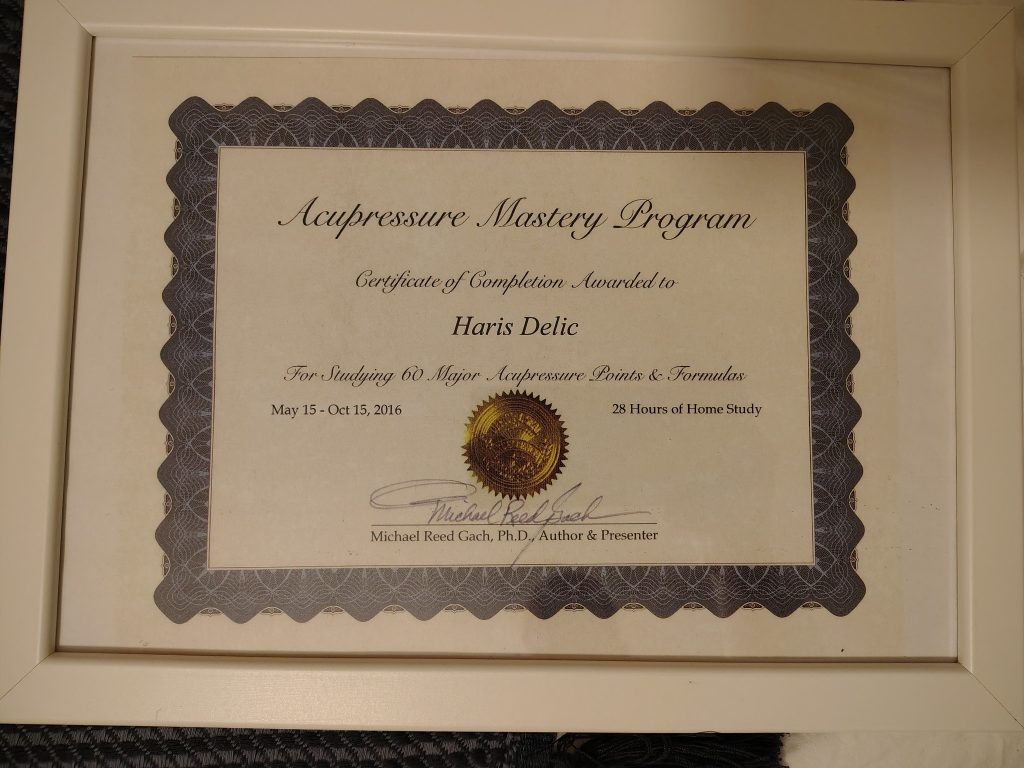 Acupressure Mastery Program
Certificate of Completion Awarded to
Haris Delic
For Studying 60 Major Acupressure Points & Formulas
May 15 - Oct 15, 2016
28 Hours of Home Study
Michael Reed Gach
Michael Reed Gach, Ph.D., Author & Presenter